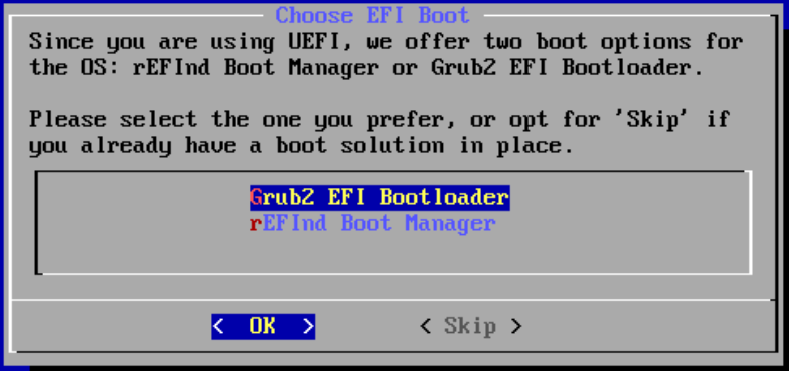 Choose EFI Boot
Since you are using UEFI, we offer two boot options for
the OS: rEFInd Boot Manager or Grub2 EFI Bootloader.
Please select the one you prefer, or opt for 'Skip' if
you already have a boot solution in place.
Grub2 EFI Bootloader
rEFInd Boot Manager
< OK > < Skip >